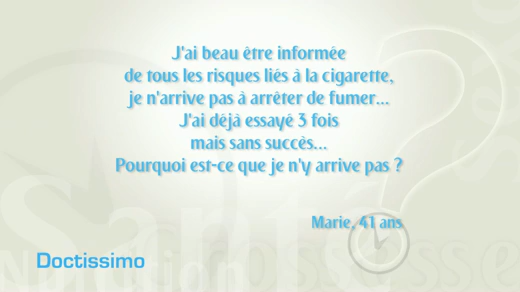 J'ai beau être informée
de tous les risques liés à la cigarette,
je n'arrive pas à arrêter de fumer...
J'ai déjà essayé 3 fois
mais sans succès...
Pourquoi est-ce que je n'y arrive pas ?
Marie, 41 ans
Doctissimo